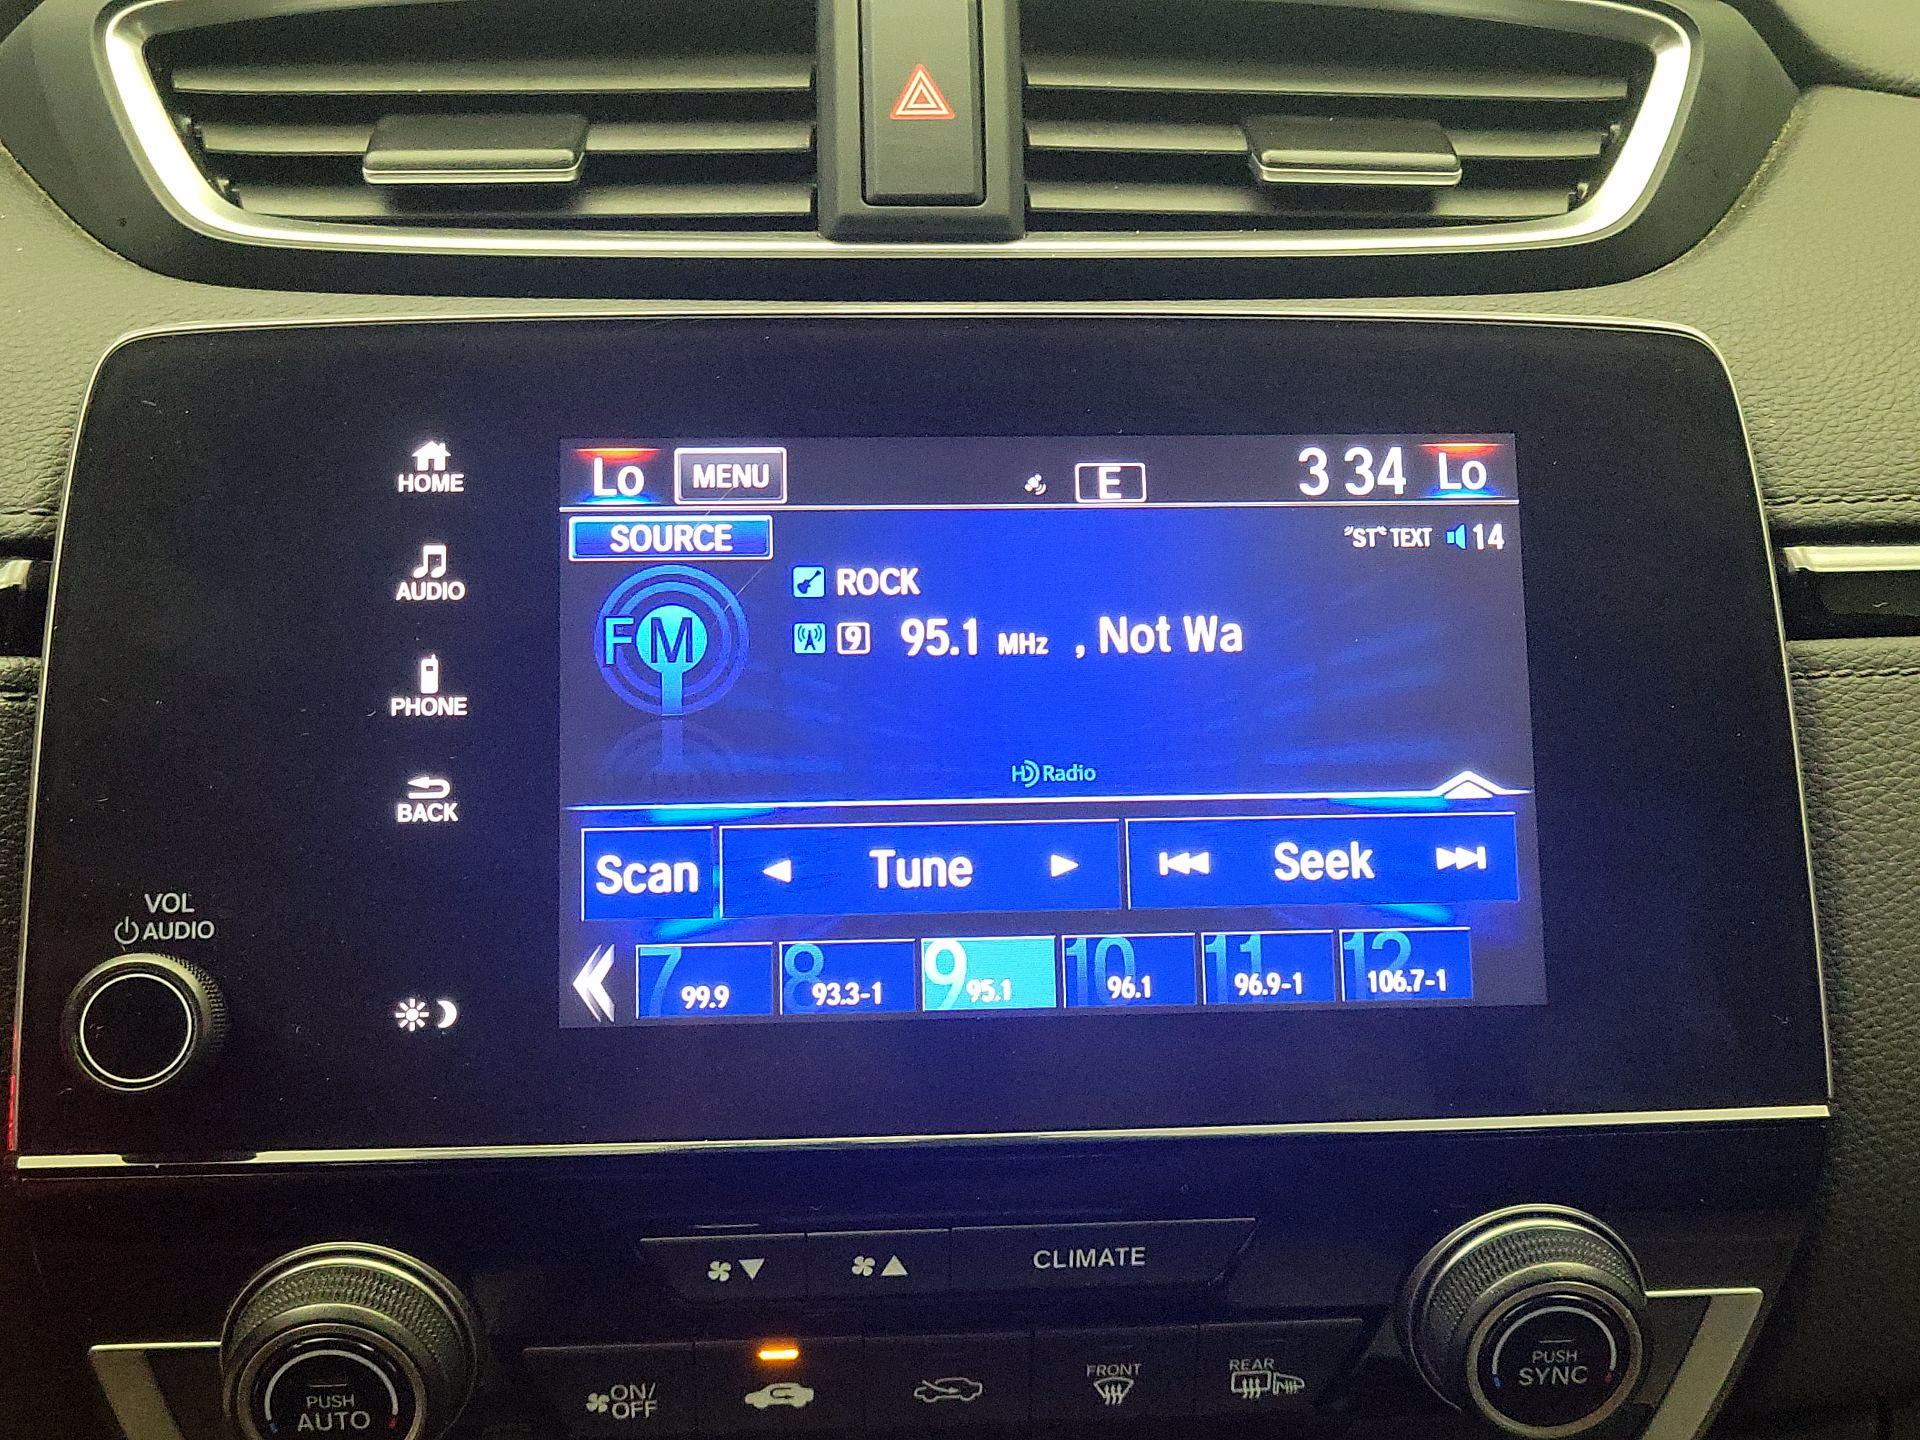 HOME
AUDIO
PHONE
BACK
VOL
AUDIO
Lo MENU E 3 34 Lo
SOURCE "ST" TEXT 14
FM
ROCK
9 95.1 MHz , Not Wa
HD Radio
Scan Tune Seek
7 99.9 8 93.3-1 9 95.1 10 96.1 11 96.9-1 12 106.7-1
CLIMATE
PUSH
AUTO
ON/
OFF
FRONT
REAR
PUSH
SYNC